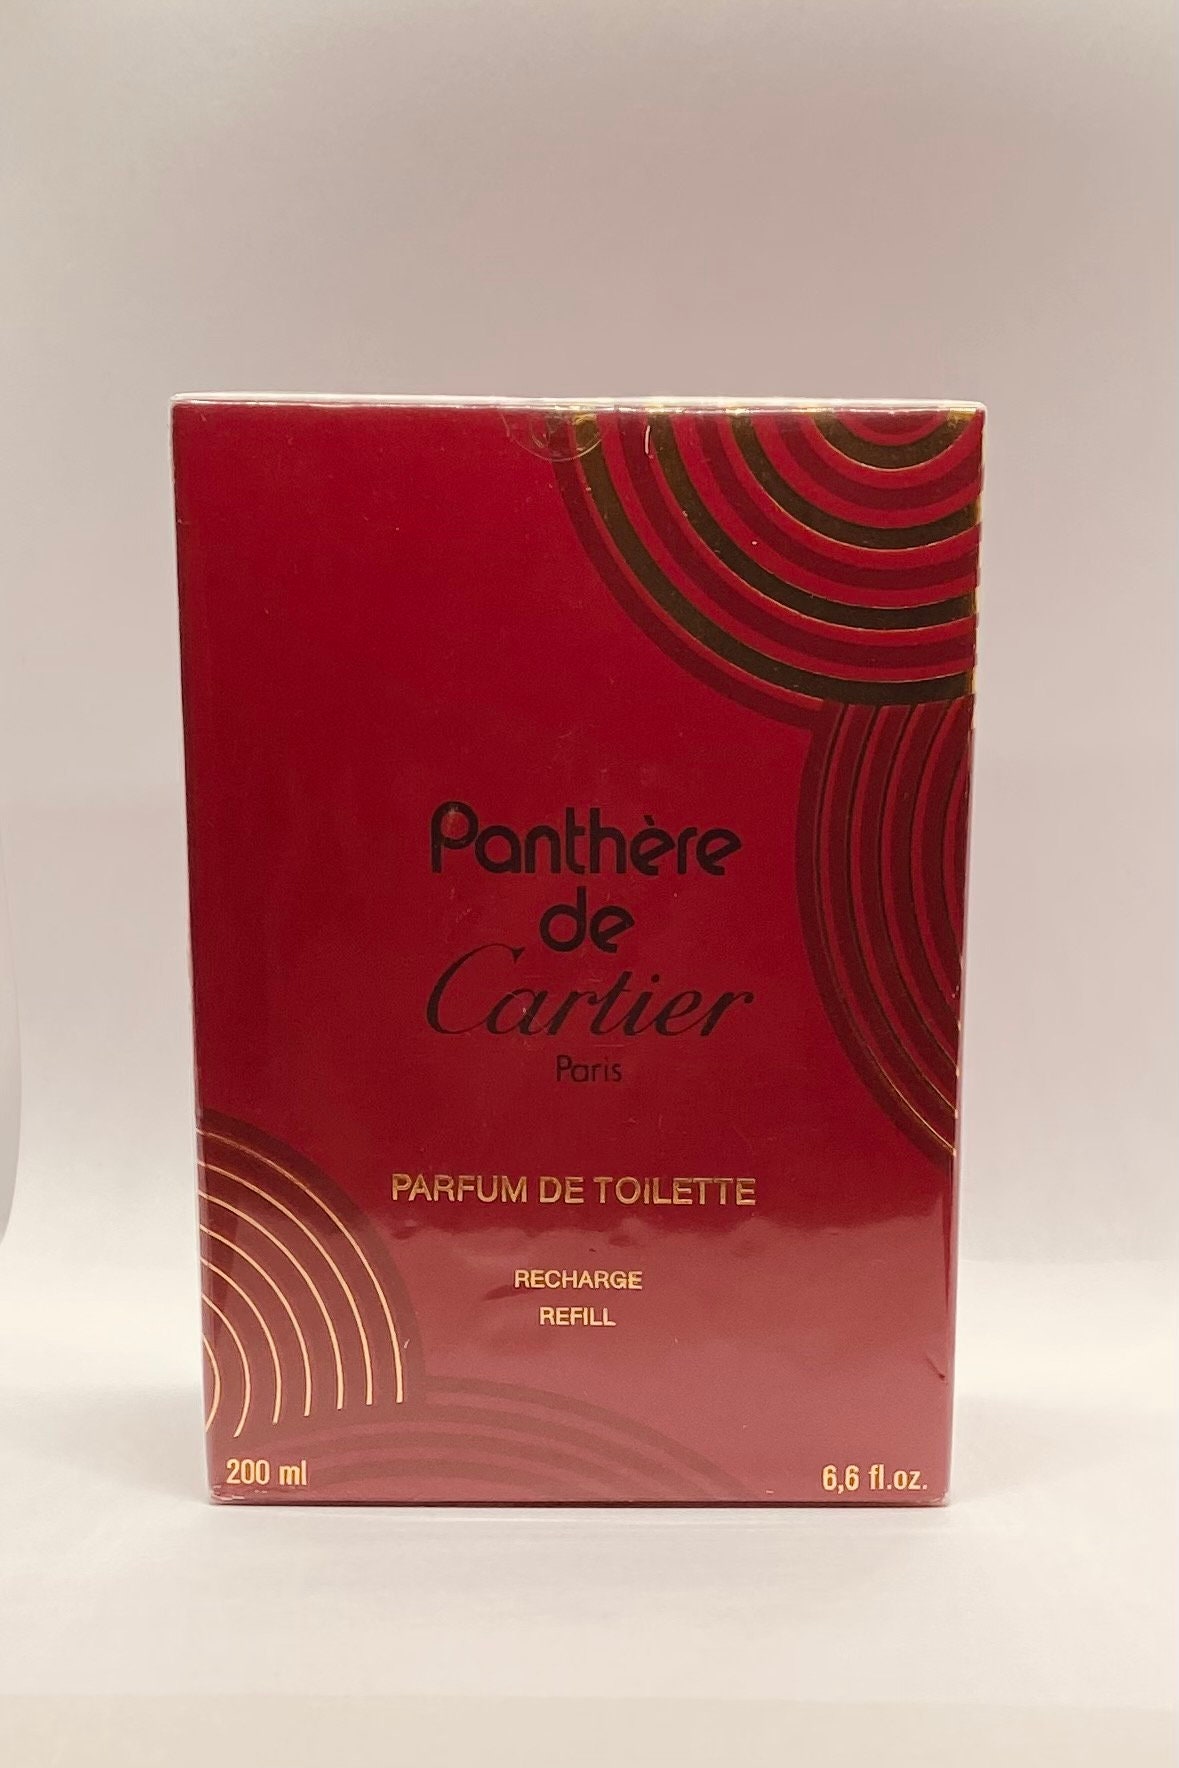 Panthère
de
Cartier
Paris
PARFUM DE TOILETTE
RECHARGE
REFILL
200 ml
6,6 fl.oz.